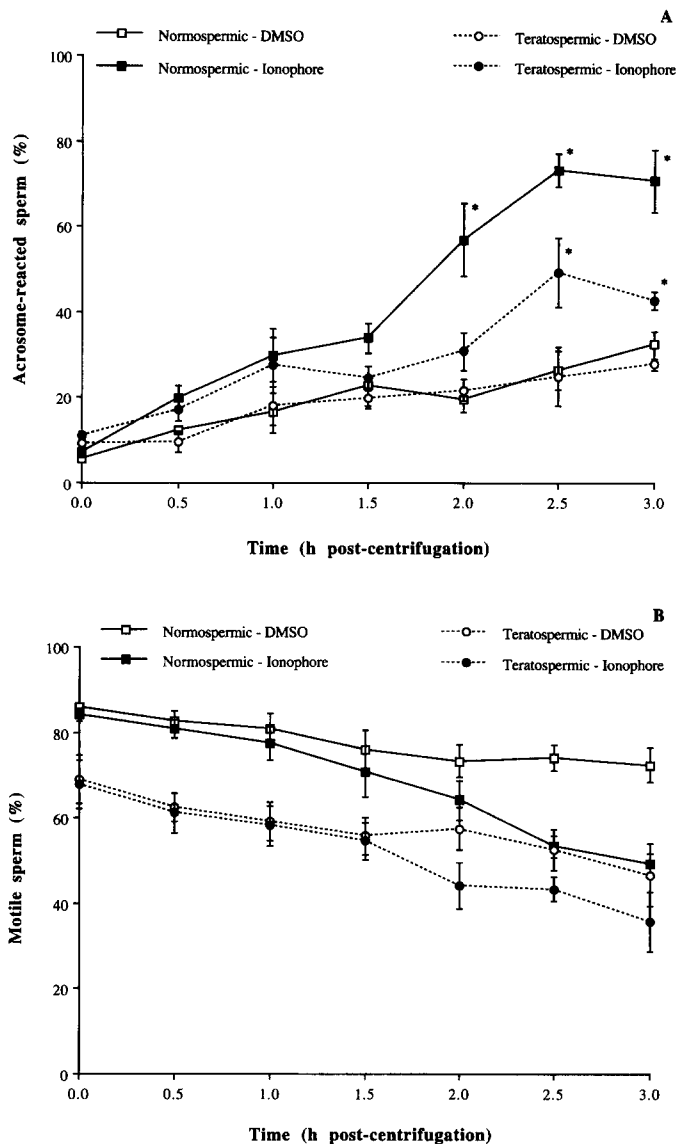 A
Normospermic - DMSO
Teratospermic - DMSO
Normospermic - Ionophore
Teratospermic - Ionophore
100
80
60
40
20
0
Acrosome-reacted sperm (%)
*
*
*
*
*
0.0 0.5 1.0 1.5 2.0 2.5 3.0
Time (h post-centrifugation)
B
Normospermic - DMSO
Teratospermic - DMSO
Normospermic - Ionophore
Teratospermic - Ionophore
100
80
60
40
20
0
Motile sperm (%)
0.0 0.5 1.0 1.5 2.0 2.5 3.0
Time (h post-centrifugation)